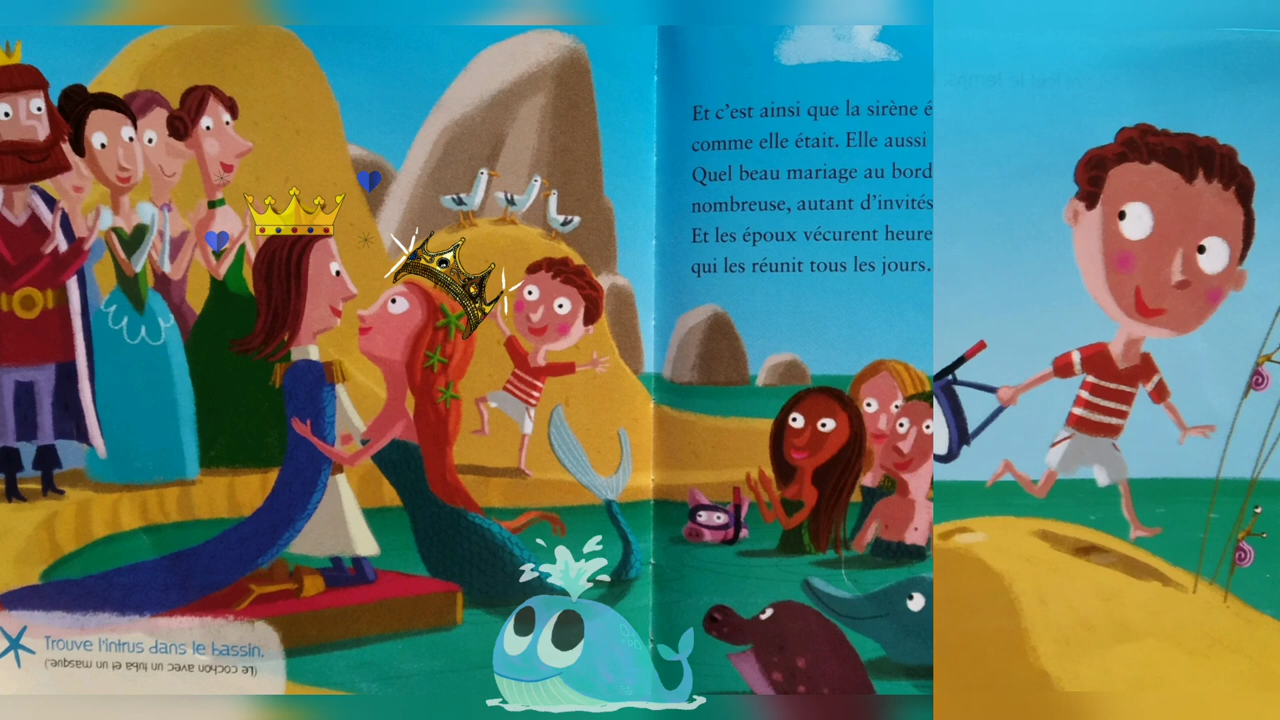 Et c'est ainsi que la sirène é
comme elle était. Elle aussi
Quel beau mariage au bord
nombreuse, autant d'invités
Et les époux vécurent heure
qui les réunit tous les jours.
Trouve l'intrus dans le bassin.
(Le cochon avec un tuba et un masque.)